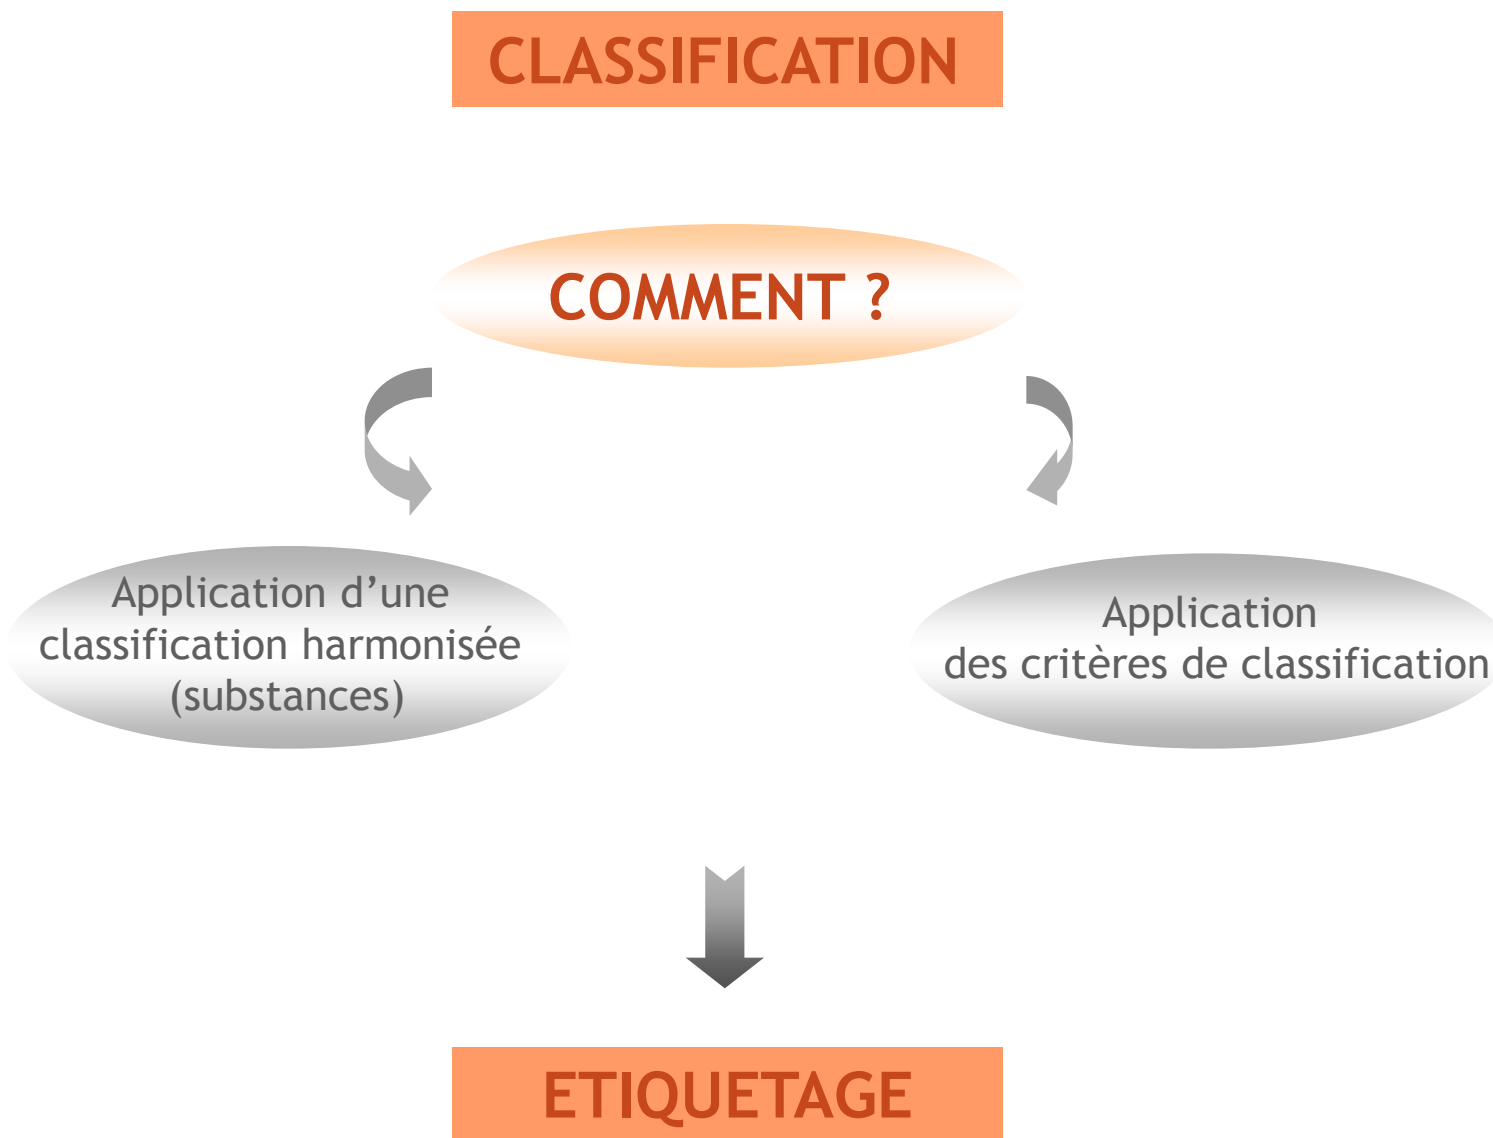 CLASSIFICATION
COMMENT ?
Application d’une
classification harmonisée
(substances)
Application
des critères de classification
ETIQUETAGE